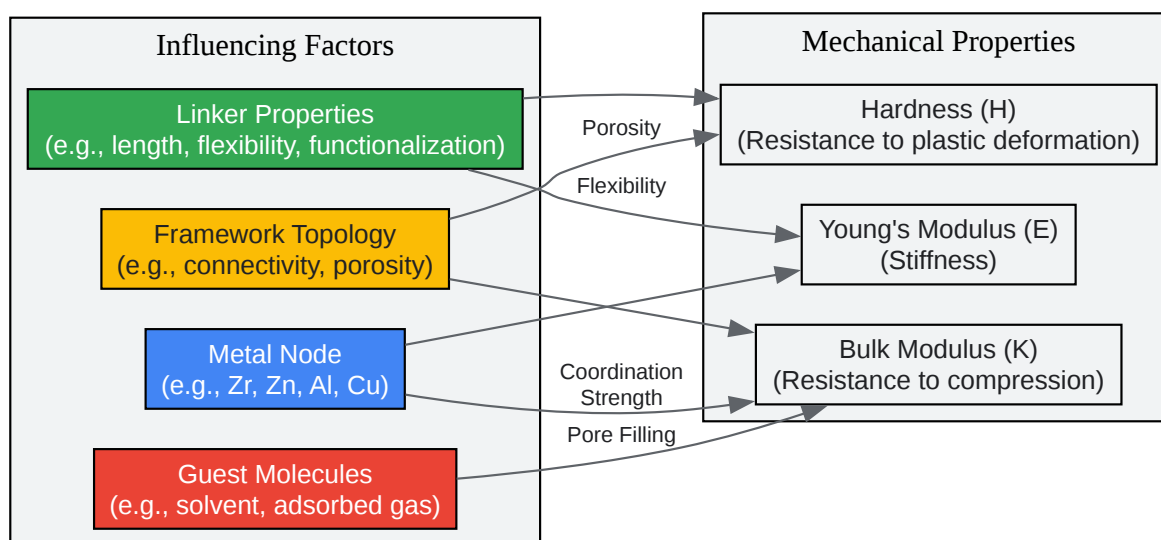 Influencing Factors
Linker Properties
(e.g., length, flexibility, functionalization)
Framework Topology
(e.g., connectivity, porosity)
Metal Node
(e.g., Zr, Zn, Al, Cu)
Guest Molecules
(e.g., solvent, adsorbed gas)
Porosity
Flexibility
Coordination
Strength
Pore Filling
Mechanical Properties
Hardness (H)
(Resistance to plastic deformation)
Young's Modulus (E)
(Stiffness)
Bulk Modulus (K)
(Resistance to compression)